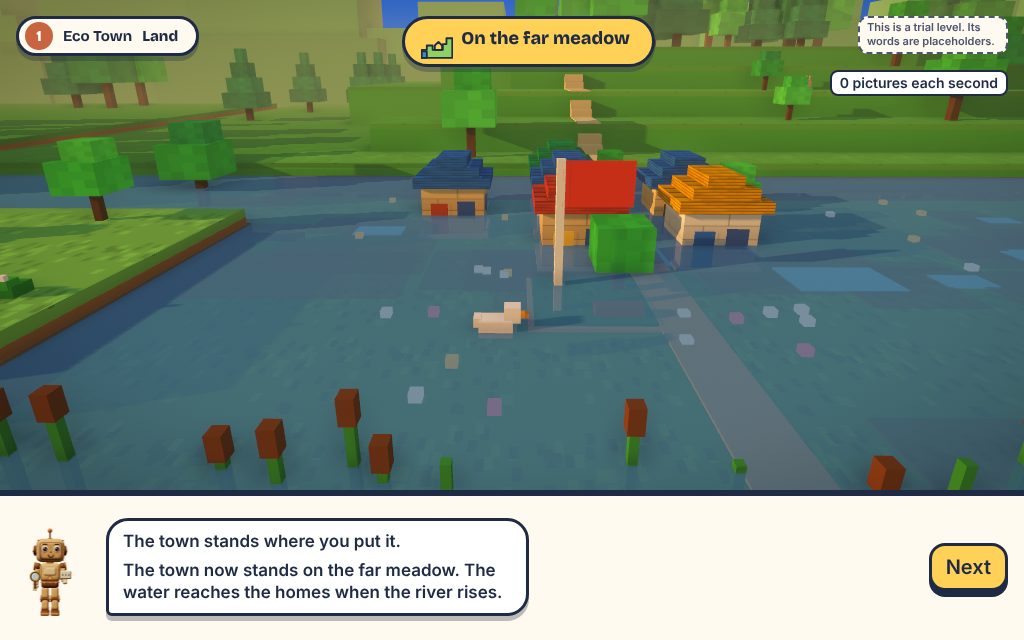 1 Eco Town Land
On the far meadow
This is a trial level. Its
words are placeholders.
0 pictures each second
The town stands where you put it.
The town now stands on the far meadow. The
water reaches the homes when the river rises.
Next